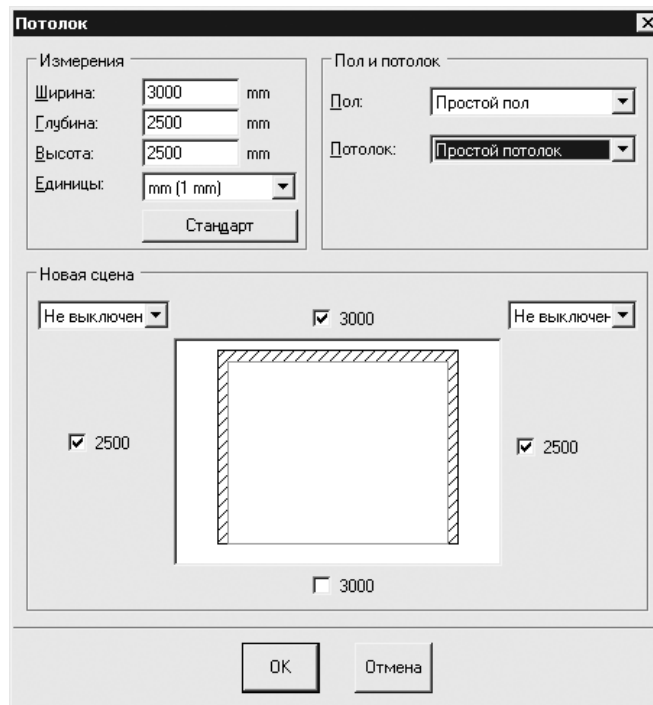 Потолок
Измерения
Ширина: 3000 mm
Глубина: 2500 mm
Высота: 2500 mm
Единицы: mm (1 mm)
Стандарт
Пол и потолок
Пол: Простой пол
Потолок: Простой потолок
Новая сцена
Не выключен 3000 Не выключен
2500 2500
3000
OK Отмена